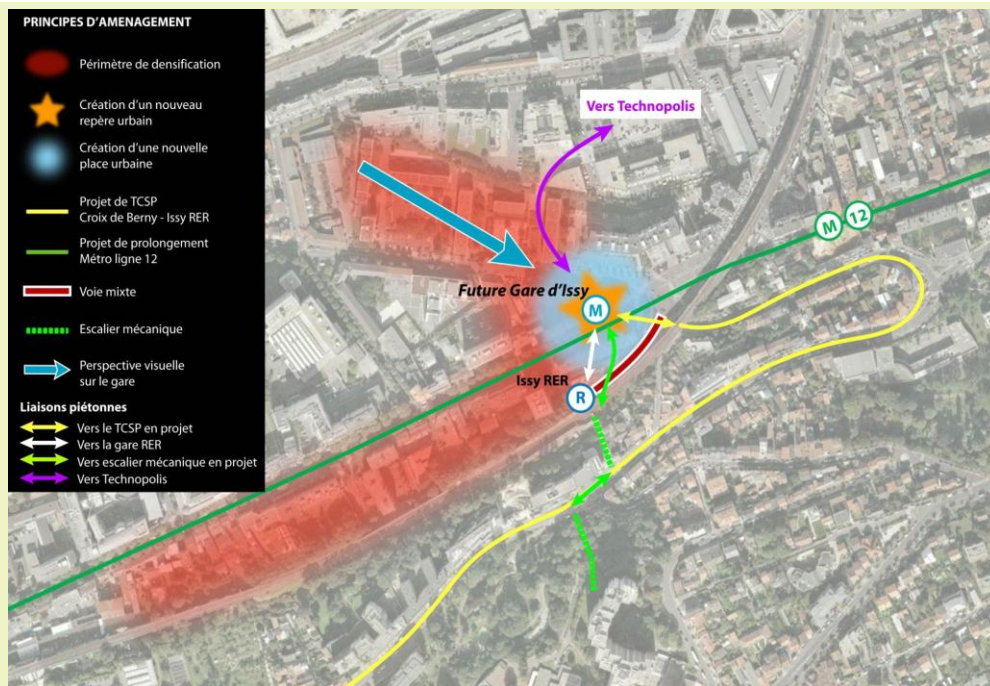 PRINCIPES D'AMENAGEMENT
Périmètre de densification
Création d'un nouveau
repère urbain
Création d'une nouvelle
place urbaine
Projet de TCSP
Croix de Berny - Issy RER
Projet de prolongement
Métro ligne 12
Voie mixte
Escalier mécanique
Perspective visuelle
sur le gare
Liaisons piétonnes
Vers le TCSP en projet
Vers la gare RER
Vers escalier mécanique en projet
Vers Technopolis
Vers Technopolis
M 12
Future Gare d'Issy
M
Issy RER
R